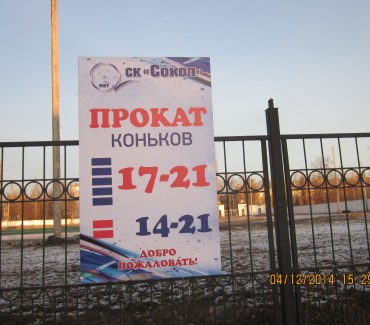 СК «Сокол»
ПРОКАТ
КОНЬКОВ
17-21
14-21
ДОБРО
ПОЖАЛОВАТЬ!
04/12/2014 15:29